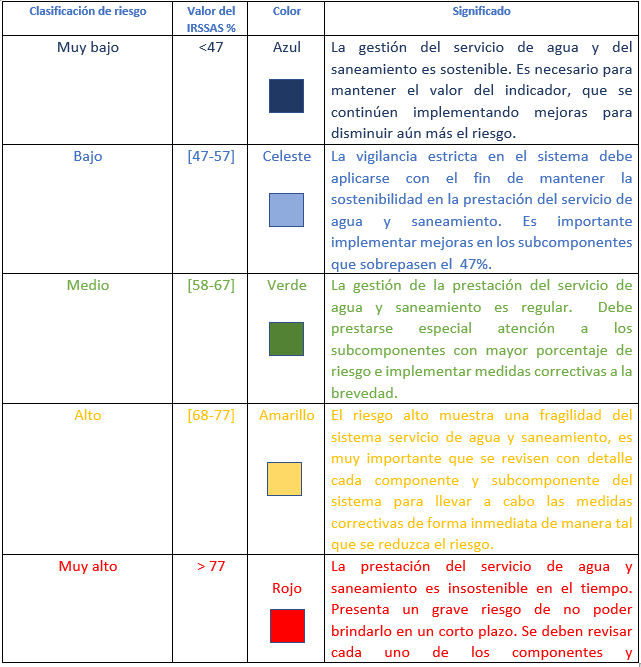 Clasificación de riesgo
Valor del
IRSSAS %
Color
Significado
Muy bajo
<47
Azul
La gestión del servicio de agua y del
saneamiento es sostenible. Es necesario para
mantener el valor del indicador, que se
continúen implementando mejoras para
disminuir aún más el riesgo.
Bajo
[47-57]
Celeste
La vigilancia estricta en el sistema debe
aplicarse con el fin de mantener la
sostenibilidad en la prestación del servicio de
agua y saneamiento. Es importante
implementar mejoras en los subcomponentes
que sobrepasen el 47%.
Medio
[58-67]
Verde
La gestión de la prestación del servicio de
agua y saneamiento es regular. Debe
prestarse especial atención a los
subcomponentes con mayor porcentaje de
riesgo e implementar medidas correctivas a la
brevedad.
Alto
[68-77]
Amarillo
El riesgo alto muestra una fragilidad del
sistema servicio de agua y saneamiento, es
muy importante que se revisen con detalle
cada componente y subcomponente del
sistema para llevar a cabo las medidas
correctivas de forma inmediata de manera tal
que se reduzca el riesgo.
Muy alto
> 77
Rojo
La prestación del servicio de agua y
saneamiento es insostenible en el tiempo.
Presenta un grave riesgo de no poder
brindarlo en un corto plazo. Se deben revisar
cada uno de los componentes y